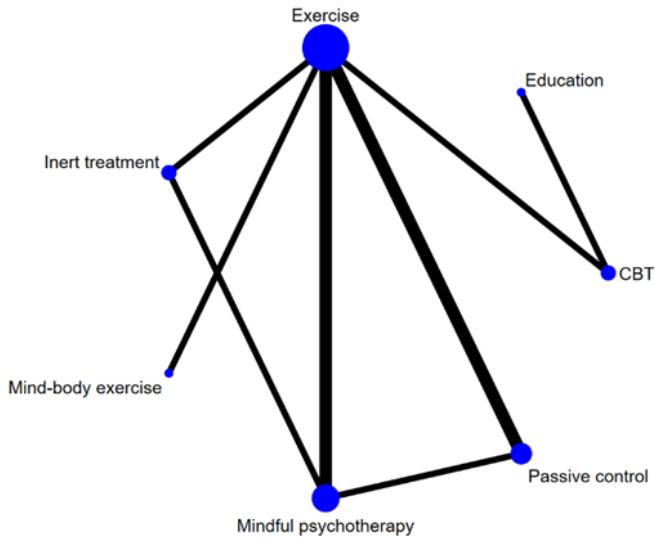 Exercise
Education
Inert treatment
CBT
Mind-body exercise
Passive control
Mindful psychotherapy